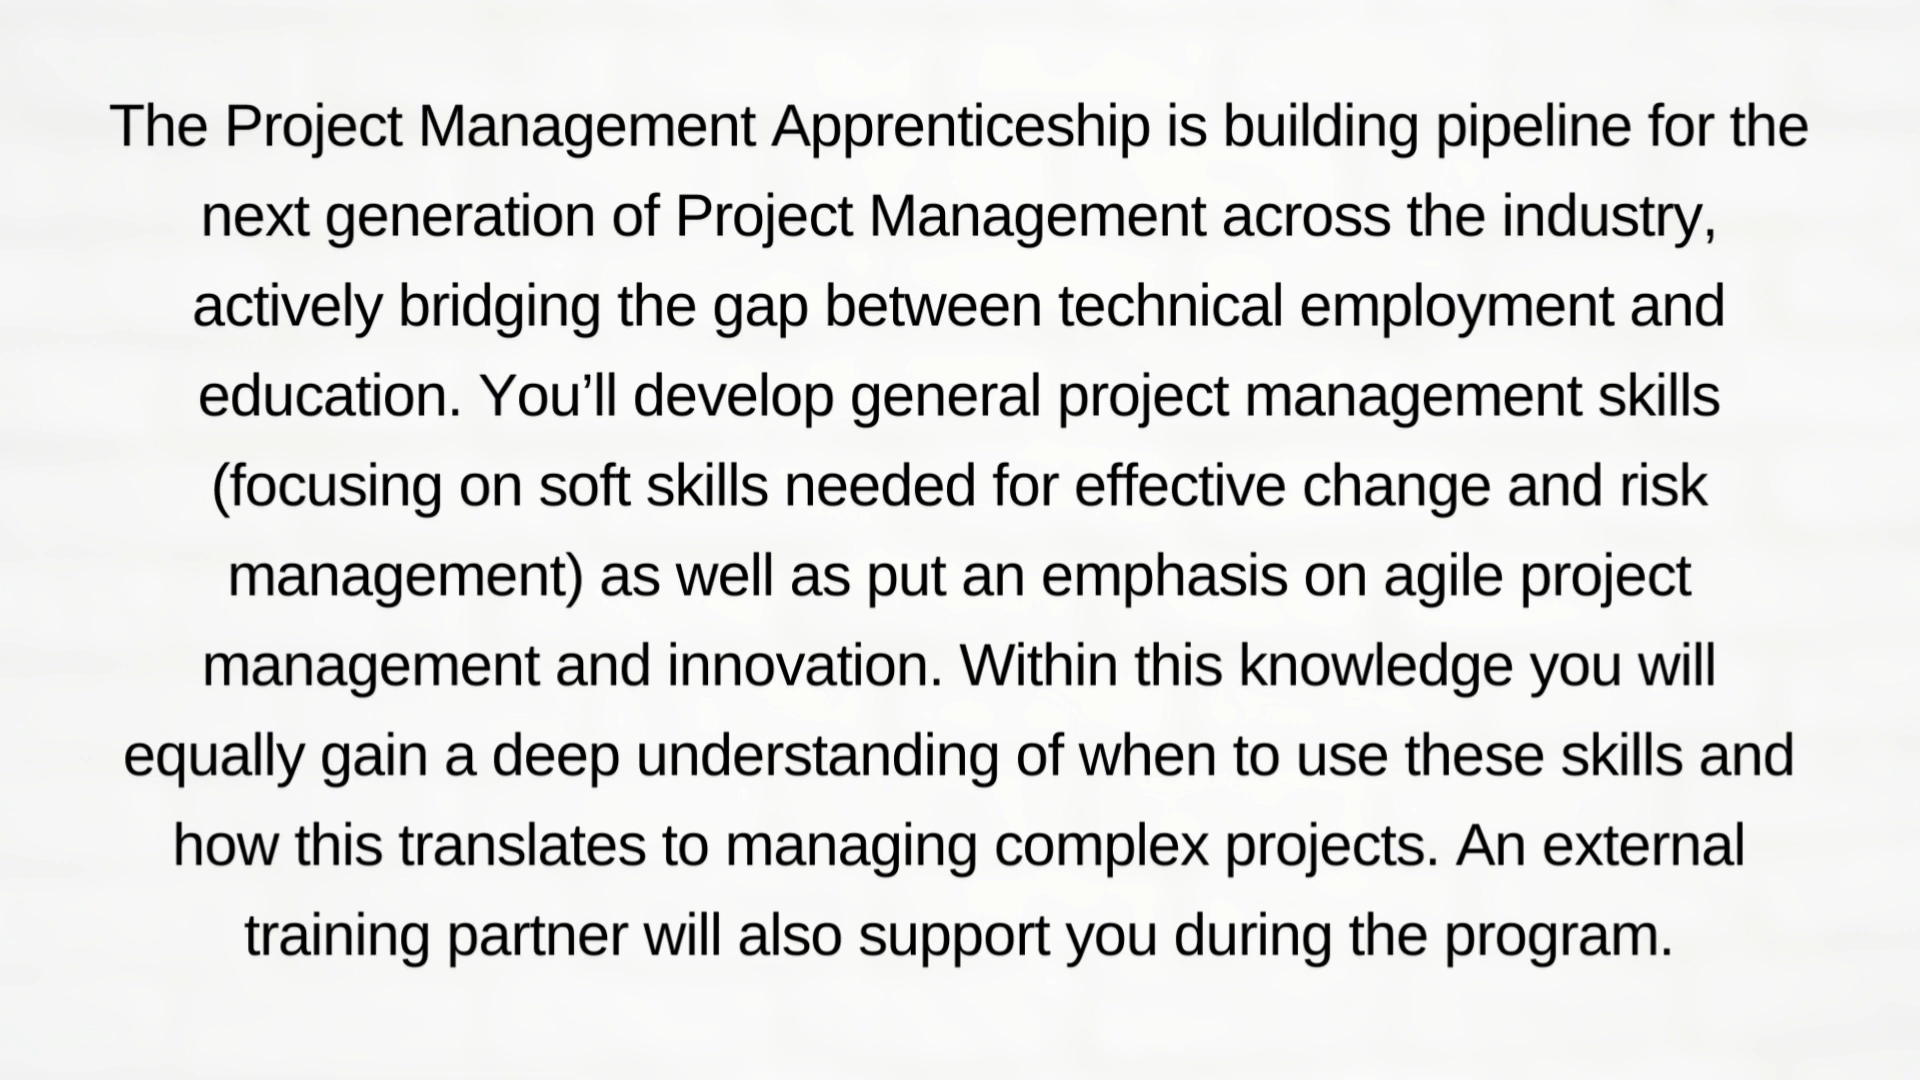 The Project Management Apprenticeship is building pipeline for the
next generation of Project Management across the industry,
actively bridging the gap between technical employment and
education. You’ll develop general project management skills
(focusing on soft skills needed for effective change and risk
management) as well as put an emphasis on agile project
management and innovation. Within this knowledge you will
equally gain a deep understanding of when to use these skills and
how this translates to managing complex projects. An external
training partner will also support you during the program.